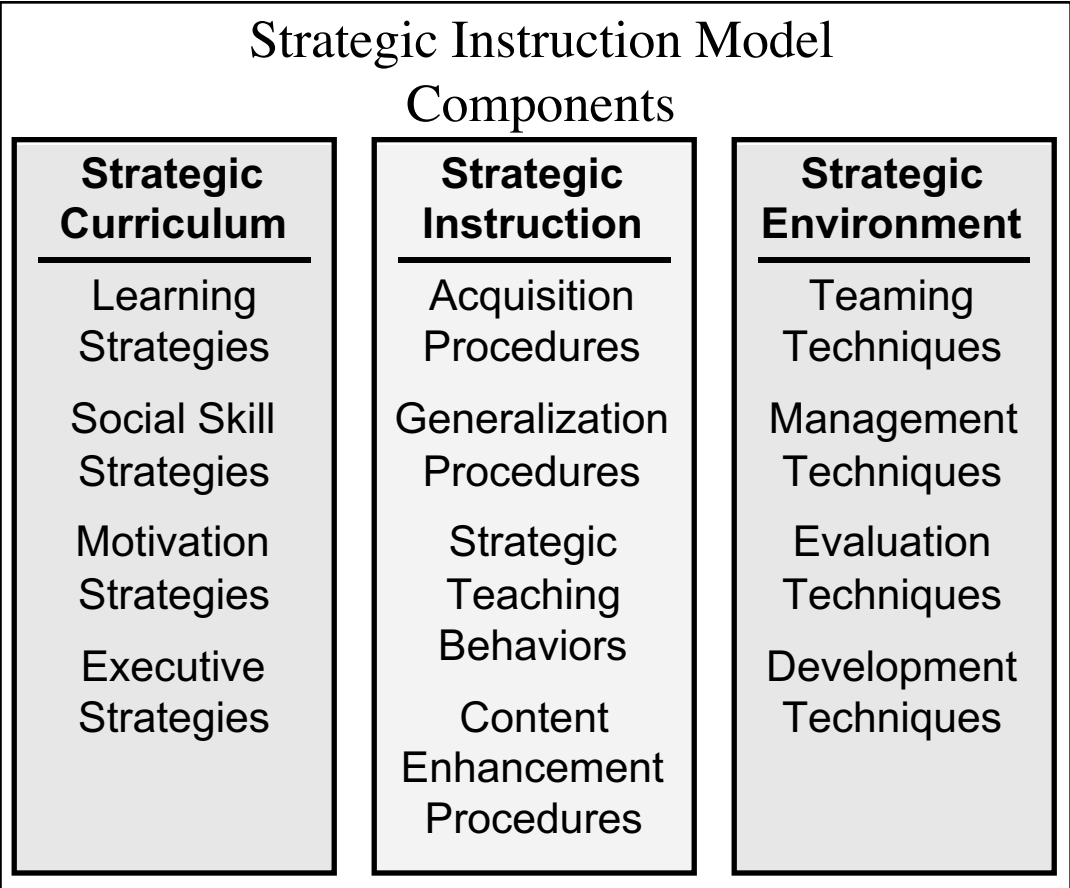 Strategic Instruction Model
Components
Strategic
Curriculum
Learning
Strategies
Social Skill
Strategies
Motivation
Strategies
Executive
Strategies
Strategic
Instruction
Acquisition
Procedures
Generalization
Procedures
Strategic
Teaching
Behaviors
Content
Enhancement
Procedures
Strategic
Environment
Teaming
Techniques
Management
Techniques
Evaluation
Techniques
Development
Techniques